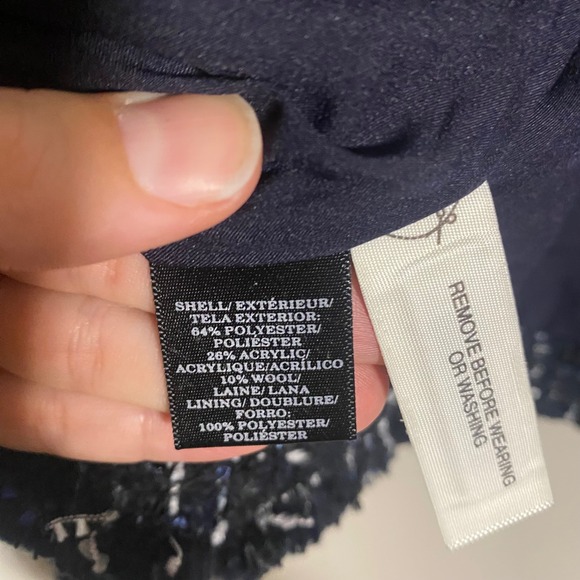 SHELL/ EXTÉRIEUR/
TELA EXTERIOR:
64% POLYESTER/
POLIÉSTER
26% ACRYLIC/
ACRYLIQUE/ACRÍLICO
10% WOOL/
LAINE/ LANA
LINING/ DOUBLURE/
FORRO:
100% POLYESTER/
POLIÉSTER
REMOVE BEFORE WEARING
OR WASHING